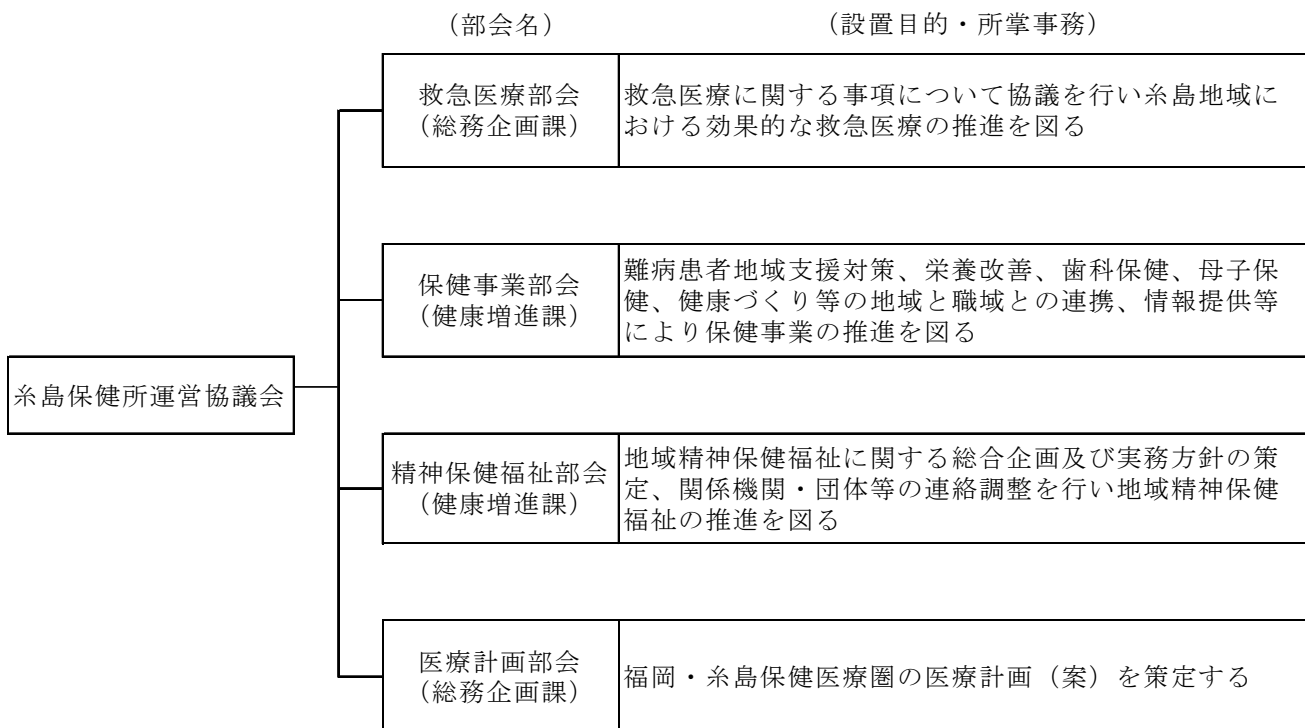 （部会名）
（設置目的・所掌事務）
救急医療部会
（総務企画課）
救急医療に関する事項について協議を行い糸島地域に
おける効果的な救急医療の推進を図る
保健事業部会
（健康増進課）
難病患者地域支援対策、栄養改善、歯科保健、母子保
健、健康づくり等の地域と職域との連携、情報提供等
により保健事業の推進を図る
糸島保健所運営協議会
精神保健福祉部会
（健康増進課）
地域精神保健福祉に関する総合企画及び実務方針の策
定、関係機関・団体等の連絡調整を行い地域精神保健
福祉の推進を図る
医療計画部会
（総務企画課）
福岡・糸島保健医療圏の医療計画（案）を策定する